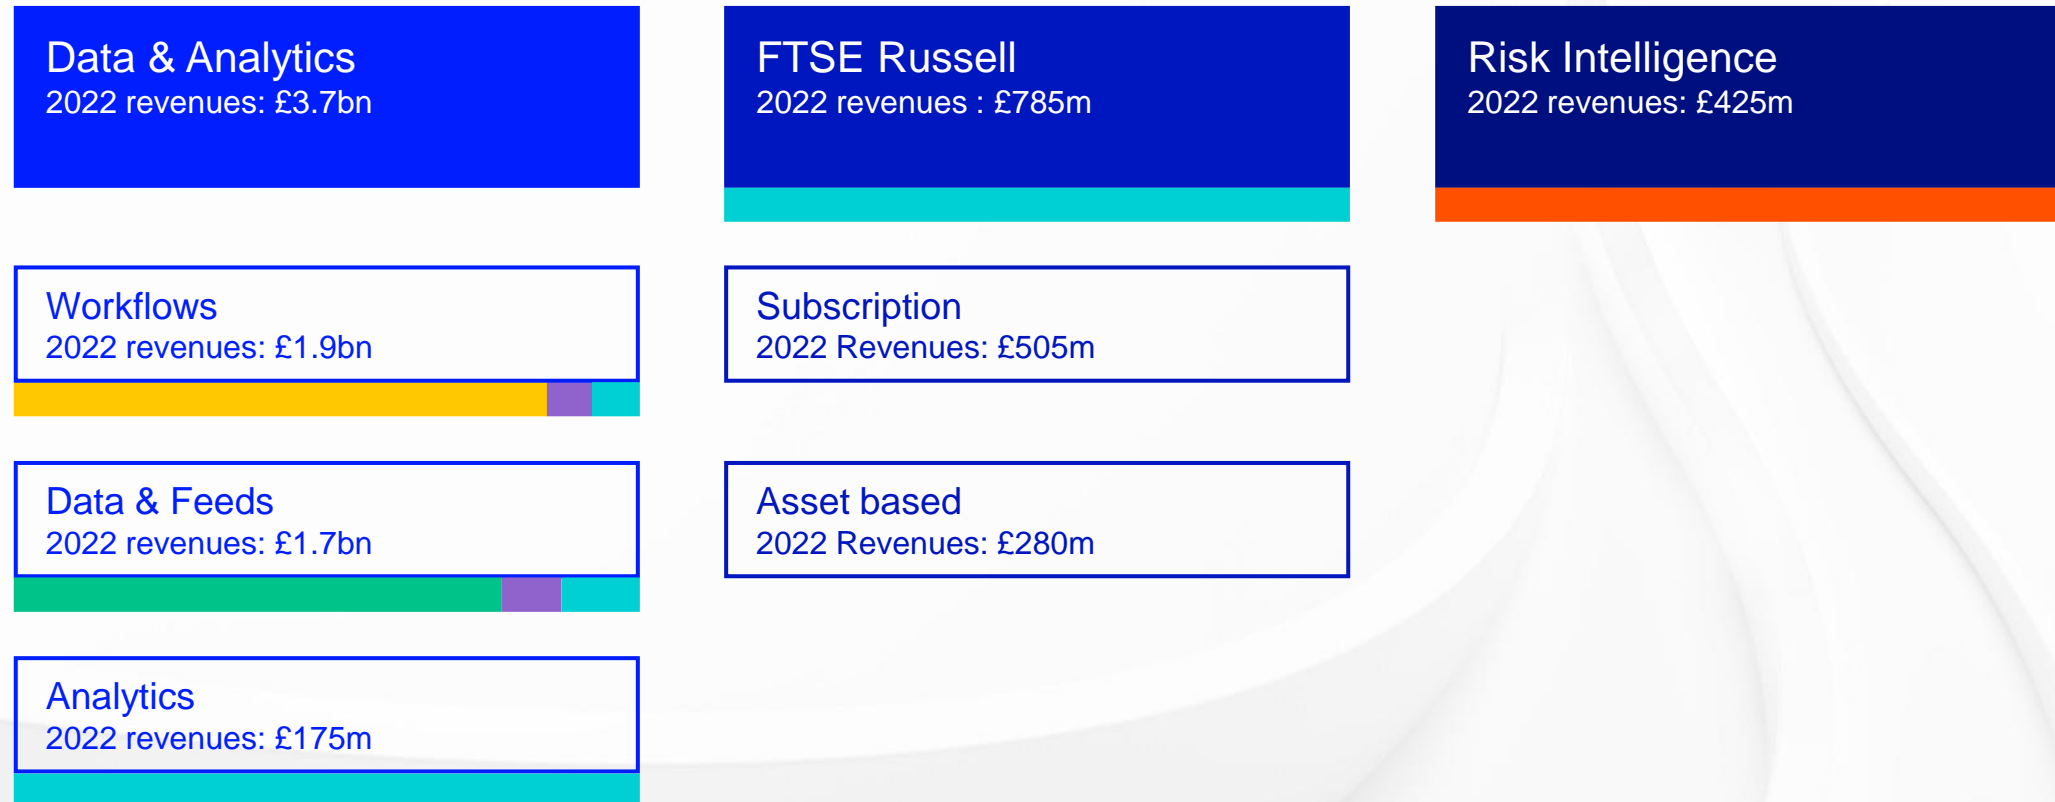 Data & Analytics
2022 revenues: £3.7bn
FTSE Russell
2022 revenues : £785m
Risk Intelligence
2022 revenues: £425m
Workflows
2022 revenues: £1.9bn
Subscription
2022 Revenues: £505m
Data & Feeds
2022 revenues: £1.7bn
Asset based
2022 Revenues: £280m
Analytics
2022 revenues: £175m